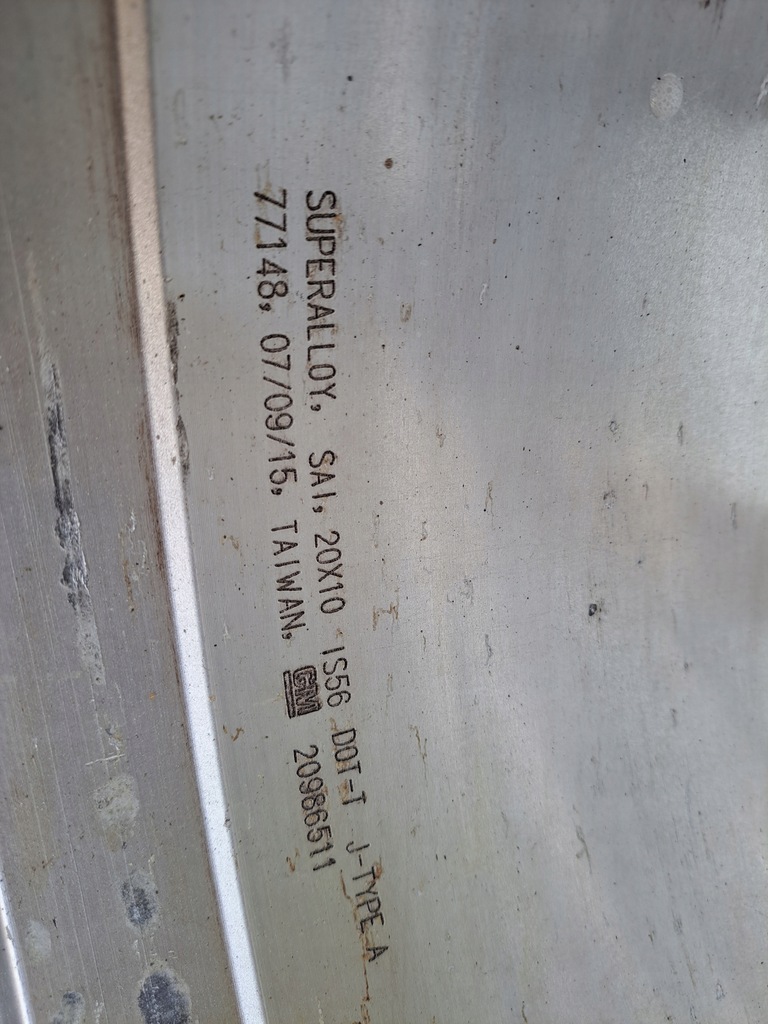 SUPERALLOY, SAI, 20X10 IS56 DOT-T J-TYPE A
77148, 07/09/15, TAIWAN, GM 20986511